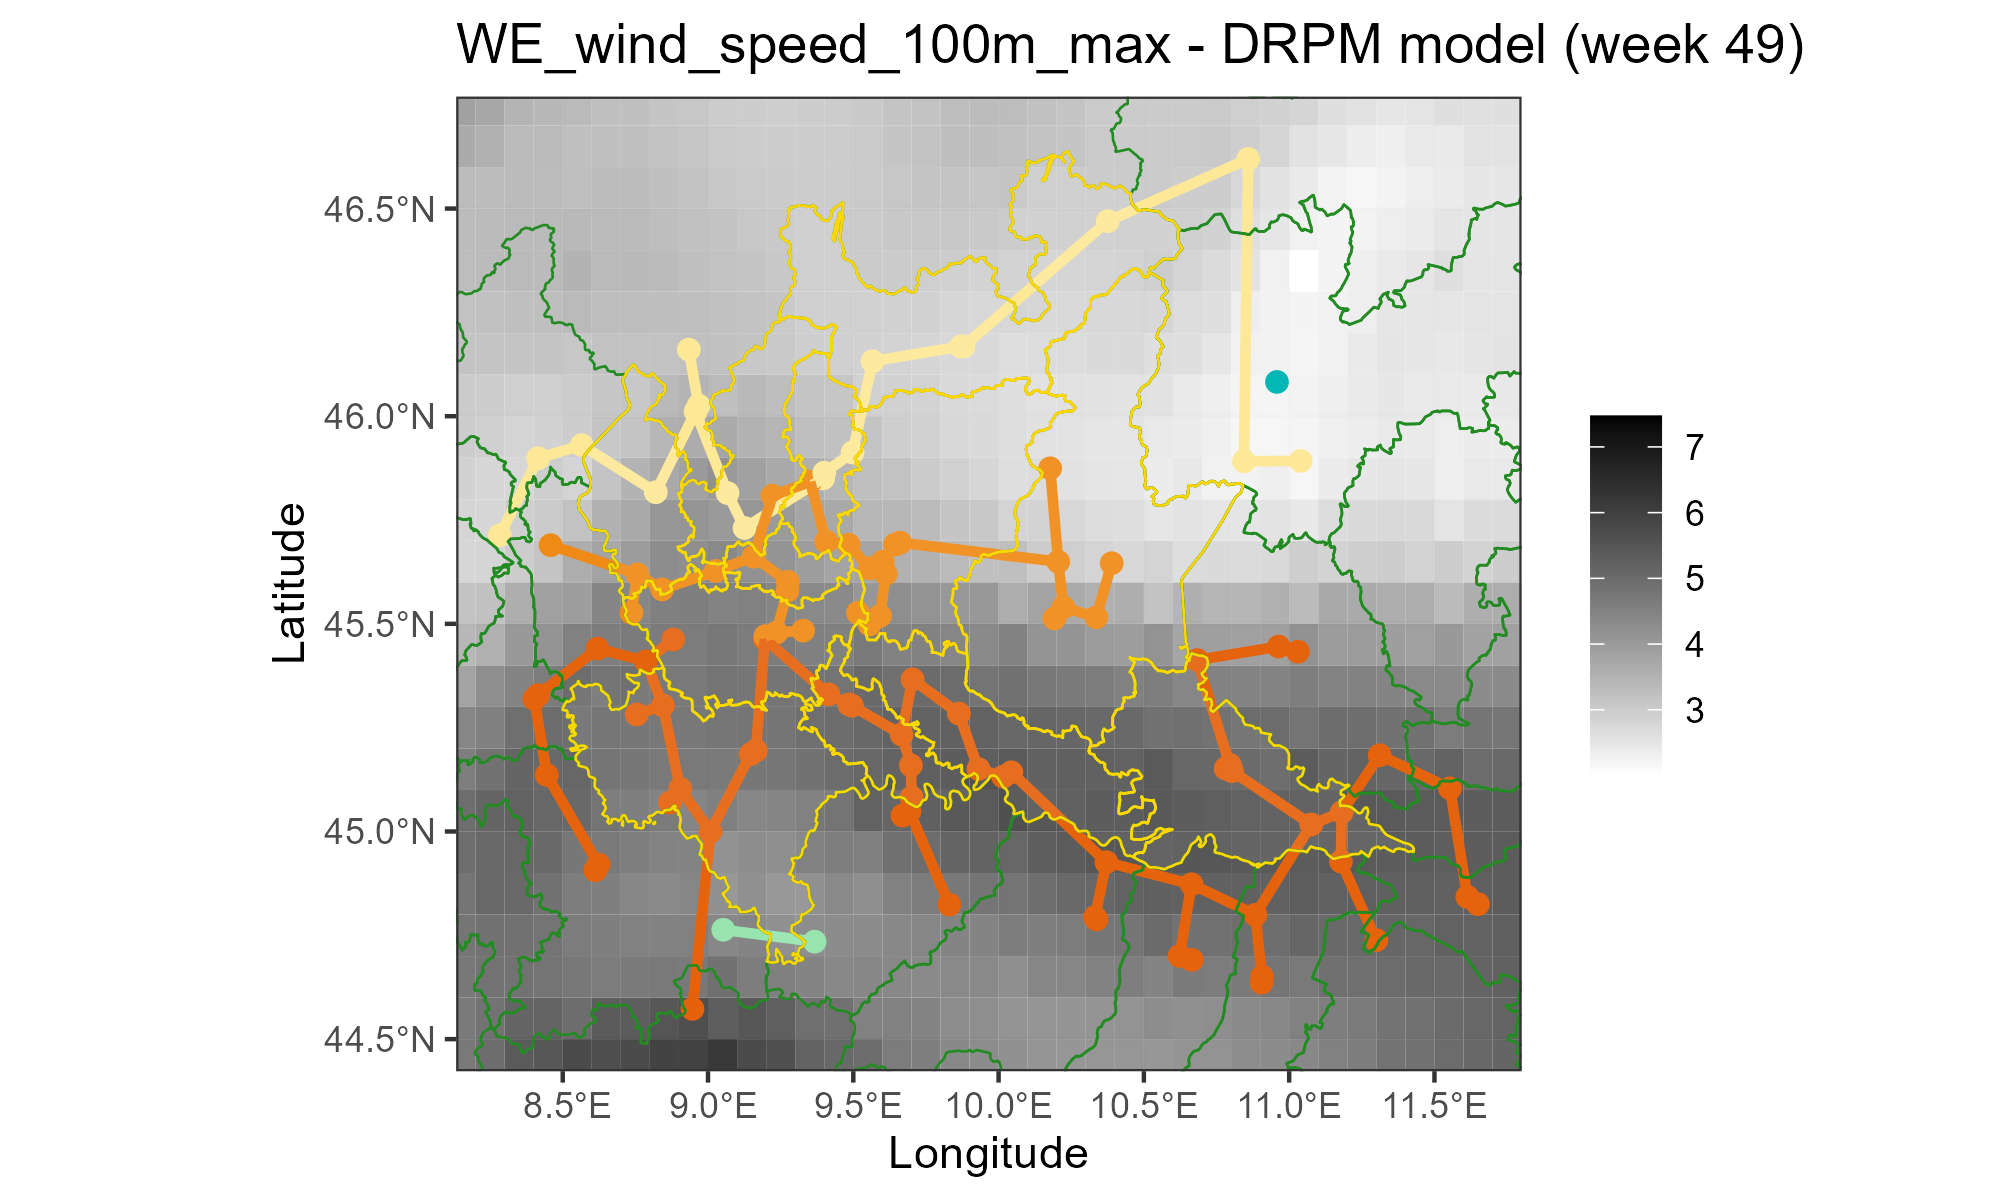 WE_wind_speed_100m_max - DRPM model (week 49)
46.5°N
46.0°N
45.5°N
45.0°N
44.5°N
Latitude
8.5°E 9.0°E 9.5°E 10.0°E 10.5°E 11.0°E 11.5°E
Longitude
7
6
5
4
3